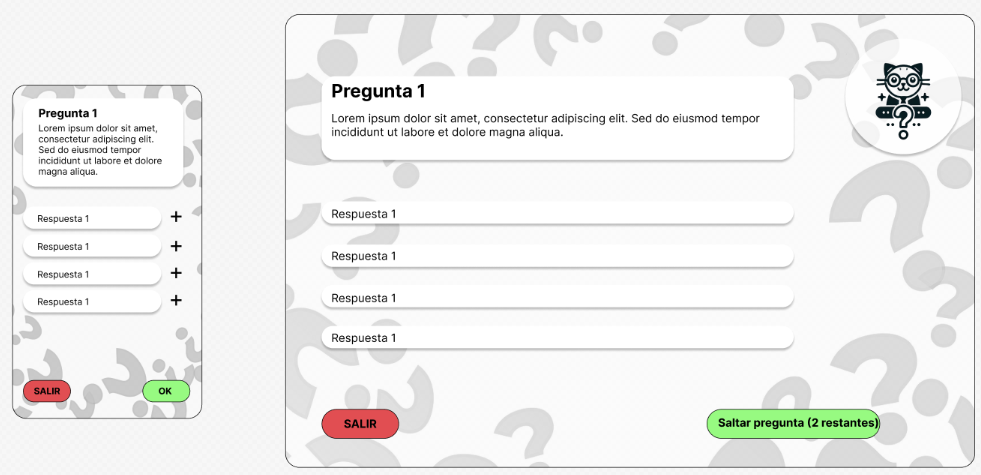 Pregunta 1
Lorem ipsum dolor sit amet,
consectetur adipiscing elit.
Sed do eiusmod tempor
incididunt ut labore et dolore
magna aliqua.
Respuesta 1
+
Respuesta 1
+
Respuesta 1
+
Respuesta 1
+
SALIR
OK
Pregunta 1
Lorem ipsum dolor sit amet, consectetur adipiscing elit. Sed do eiusmod tempor
incididunt ut labore et dolore magna aliqua.
Respuesta 1
Respuesta 1
Respuesta 1
Respuesta 1
SALIR
Saltar pregunta (2 restantes)